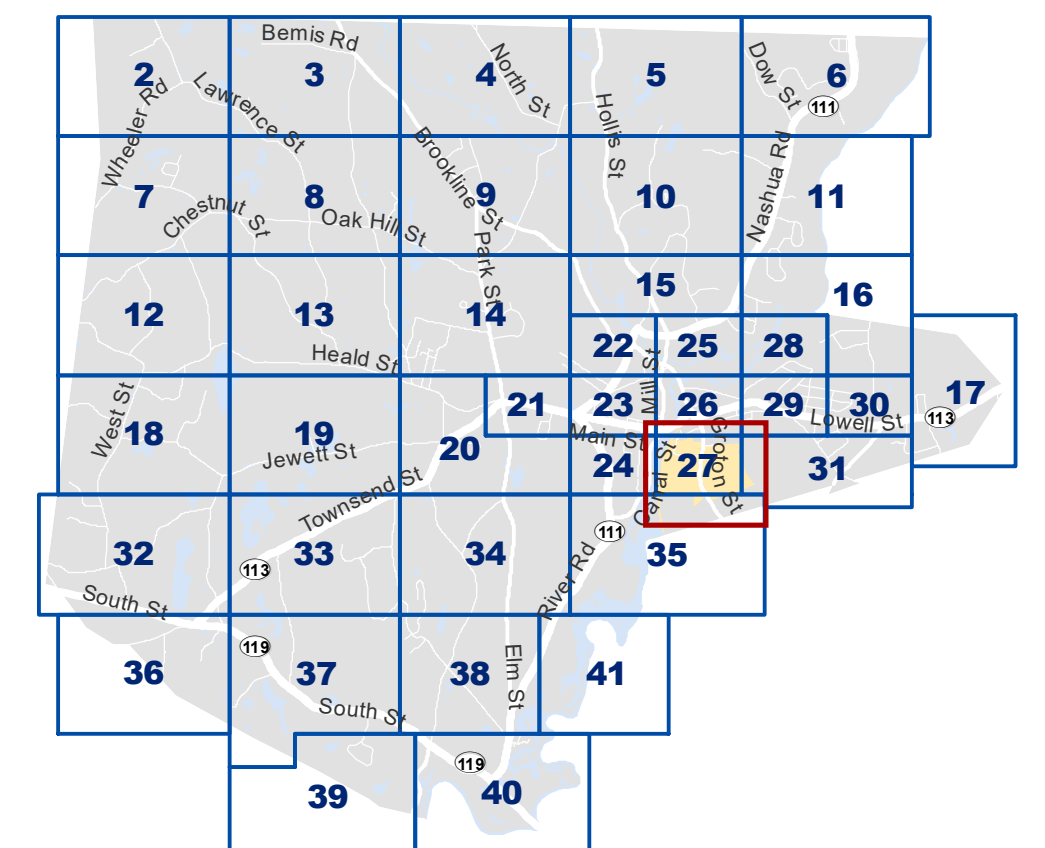 Bemis Rd
2
3
4
5
6
North St
Dow St
111
Lawrence St
Wheeler Rd
Hollis St
Brookline St
Nashua Rd
7
8
9
10
11
Chestnut St
Oak Hill St
Park St
12
13
14
15
16
Heald St
22
25
28
Mill St
West St
21
23
26
29
30
17
113
Lowell St
18
19
20
Main St
Groton St
Jewett St
24
27
31
Canal St
Townsend St
111
32
33
34
35
113
River Rd
South St
119
36
37
38
41
Elm St
South St
119
39
40